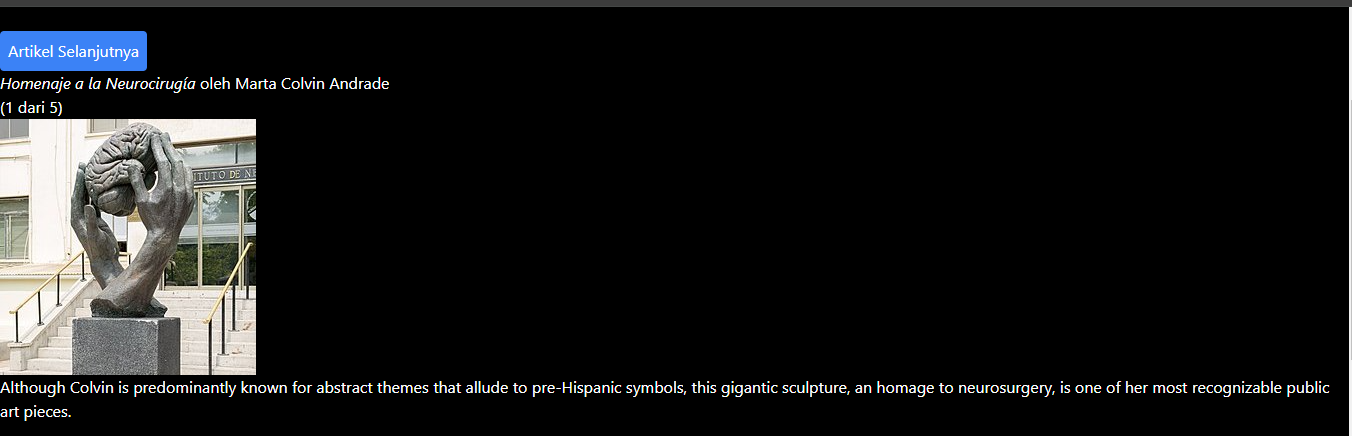 Artikel Selanjutnya
Homenaje a la Neurocirugía oleh Marta Colvin Andrade
(1 dari 5)
ITUTO DE NE
Although Colvin is predominantly known for abstract themes that allude to pre-Hispanic symbols, this gigantic sculpture, an homage to neurosurgery, is one of her most recognizable public
art pieces.